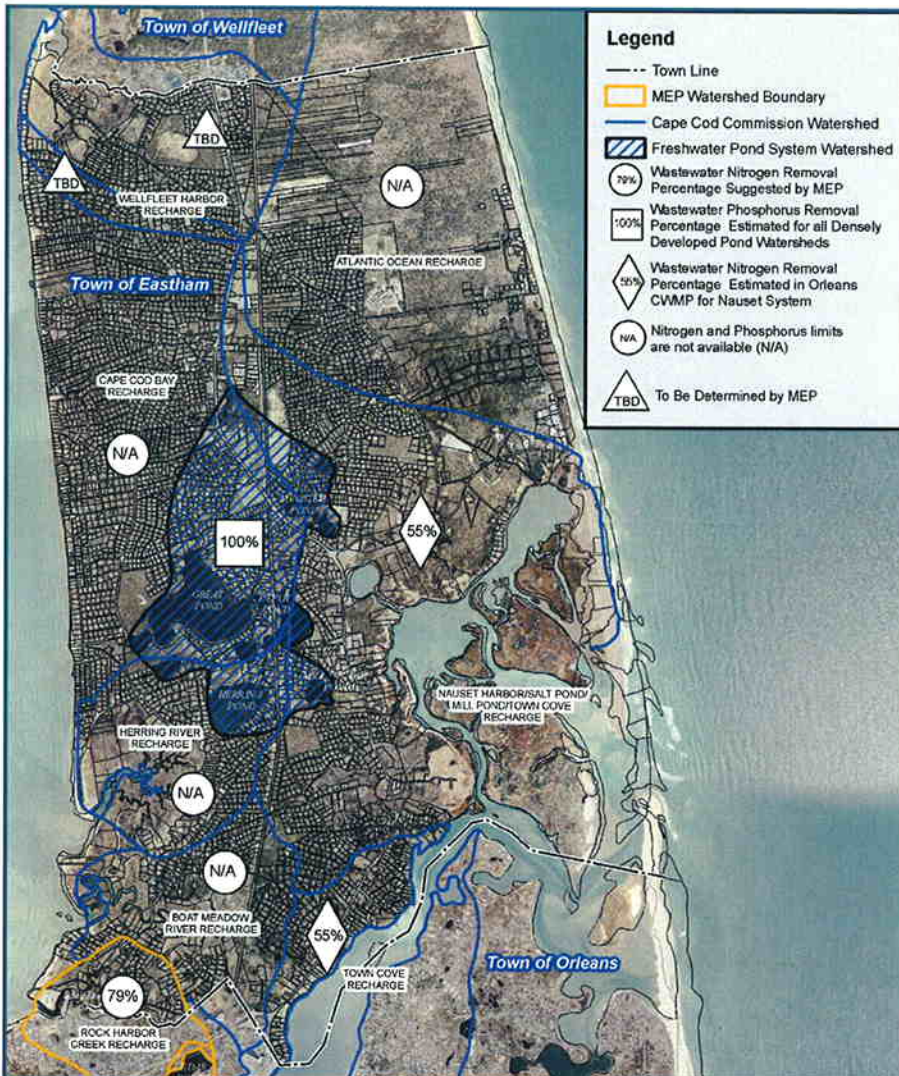 Town of Wellfleet
TBD
TBD
WELLFLEET HARBOR
RECHARGE
N/A
ATLANTIC OCEAN RECHARGE
Town of Eastham
CAPE COD BAY
RECHARGE
N/A
100%
55%
GREAT
POND
POND
HERRING
POND
NAUSET HARBOR/SALT POND/
MILL POND/TOWN COVE
RECHARGE
HERRING RIVER
RECHARGE
N/A
N/A
BOAT MEADOW
RIVER RECHARGE
55%
TOWN COVE
RECHARGE
Town of Orleans
79%
ROCK HARBOR
CREEK RECHARGE
Legend
Town Line
MEP Watershed Boundary
Cape Cod Commission Watershed
Freshwater Pond System Watershed
79%
Wastewater Nitrogen Removal
Percentage Suggested by MEP
100%
Wastewater Phosphorus Removal
Percentage Estimated for all Densely
Developed Pond Watersheds
55%
Wastewater Nitrogen Removal
Percentage Estimated in Orleans
CWMP for Nauset System
N/A
Nitrogen and Phosphorus limits
are not available (N/A)
TBD
To Be Determined by MEP